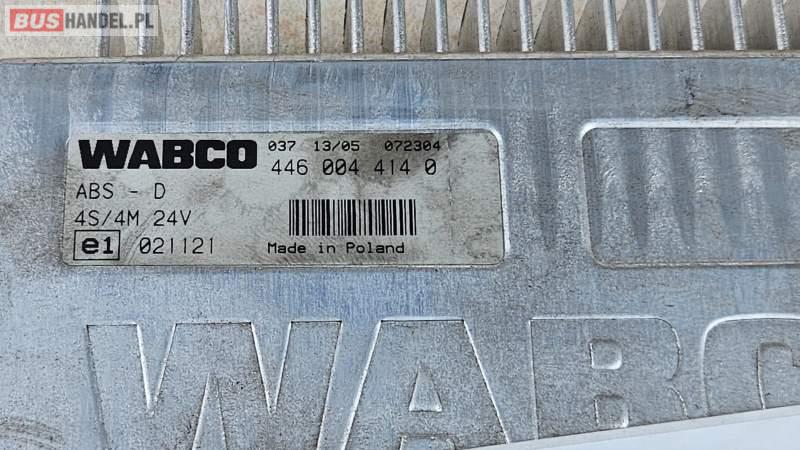 BUSHANDEL.PL
WABCO 037 13/05 072304
446 004 414 0
ABS - D
4S/4M 24V
e1 021121 Made in Poland
WABC